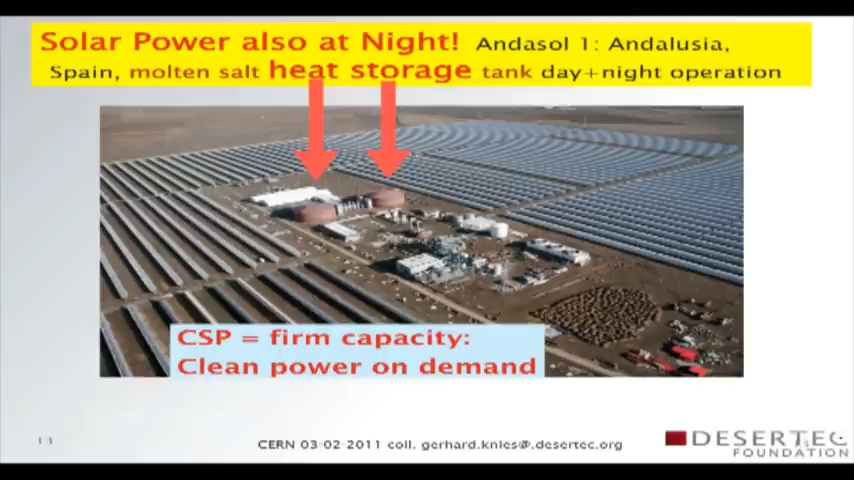 Solar Power also at Night! Andasol 1: Andalusia,
Spain, molten salt heat storage tank day+night operation
CSP = firm capacity:
Clean power on demand
13
CERN 03-02-2011 coll. gerhard.knies@.desertec.org
DESERTEC
FOUNDATION